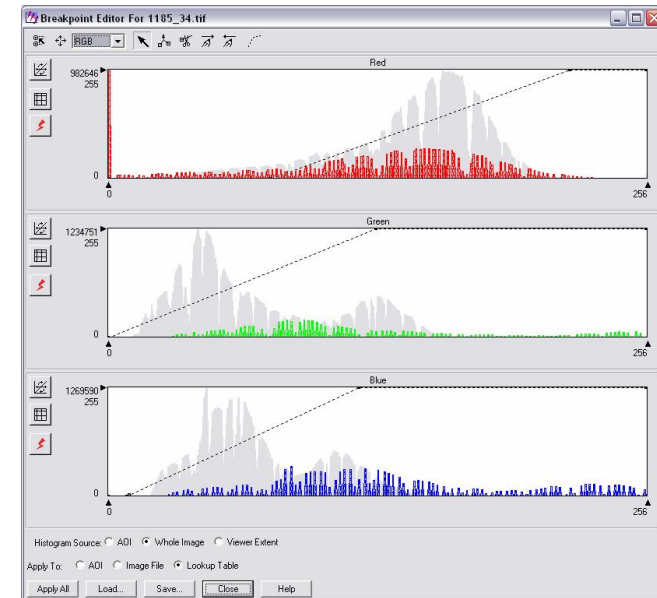 Breakpoint Editor For 1185_34.tif
RGB
Red
982646
255
0
0
256
Green
1234751
255
0
0
256
Blue
1269590
255
0
0
256
Histogram Source: AOI Whole Image Viewer Extent
Apply To: AOI Image File Lookup Table
Apply All Load... Save... Close Help